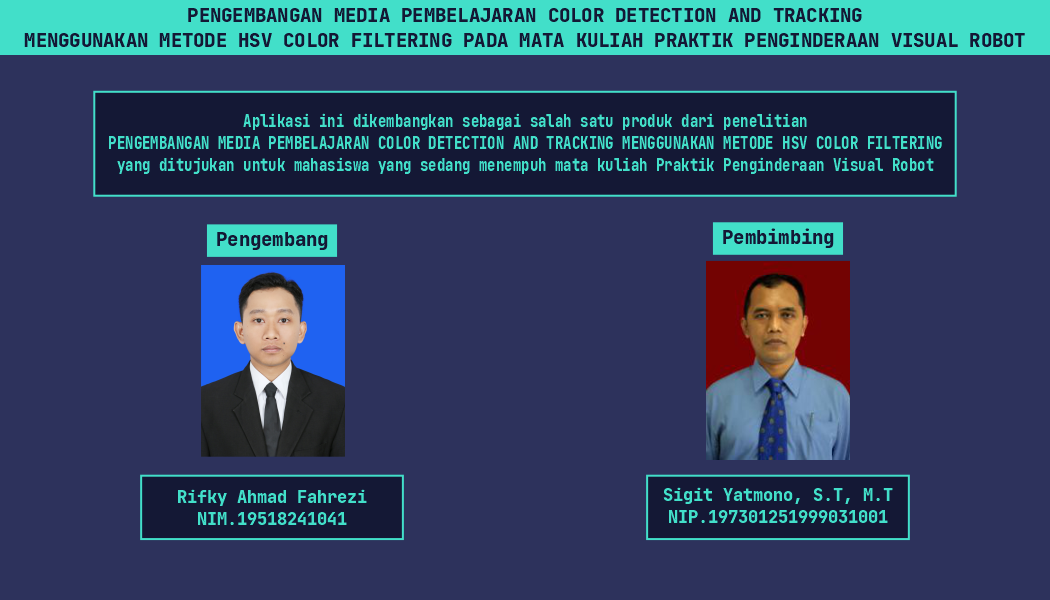 PENGEMBANGAN MEDIA PEMBELAJARAN COLOR DETECTION AND TRACKING
MENGGUNAKAN METODE HSV COLOR FILTERING PADA MATA KULIAH PRAKTIK PENGINDERAAN VISUAL ROBOT
Aplikasi ini dikembangkan sebagai salah satu produk dari penelitian
PENGEMBANGAN MEDIA PEMBELAJARAN COLOR DETECTION AND TRACKING MENGGUNAKAN METODE HSV COLOR FILTERING
yang ditujukan untuk mahasiswa yang sedang menempuh mata kuliah Praktik Penginderaan Visual Robot
Pengembang
Pembimbing
Rifky Ahmad Fahrezi
NIM.19518241041
Sigit Yatmono, S.T, M.T
NIP.197301251999031001